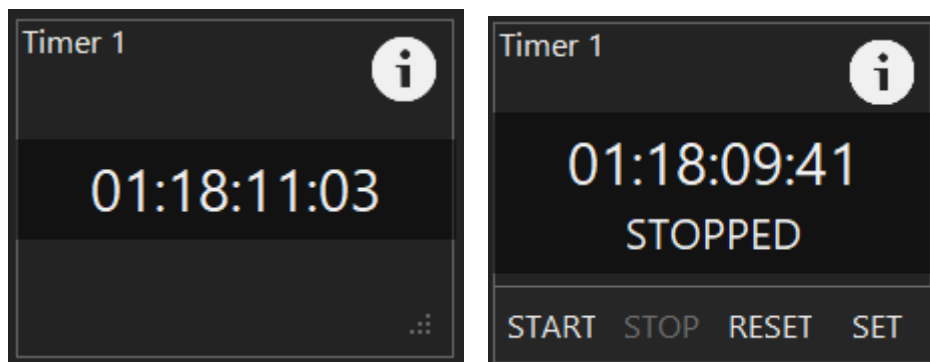 Timer 1
01:18:11:03
Timer 1
01:18:09:41
STOPPED
START STOP RESET SET